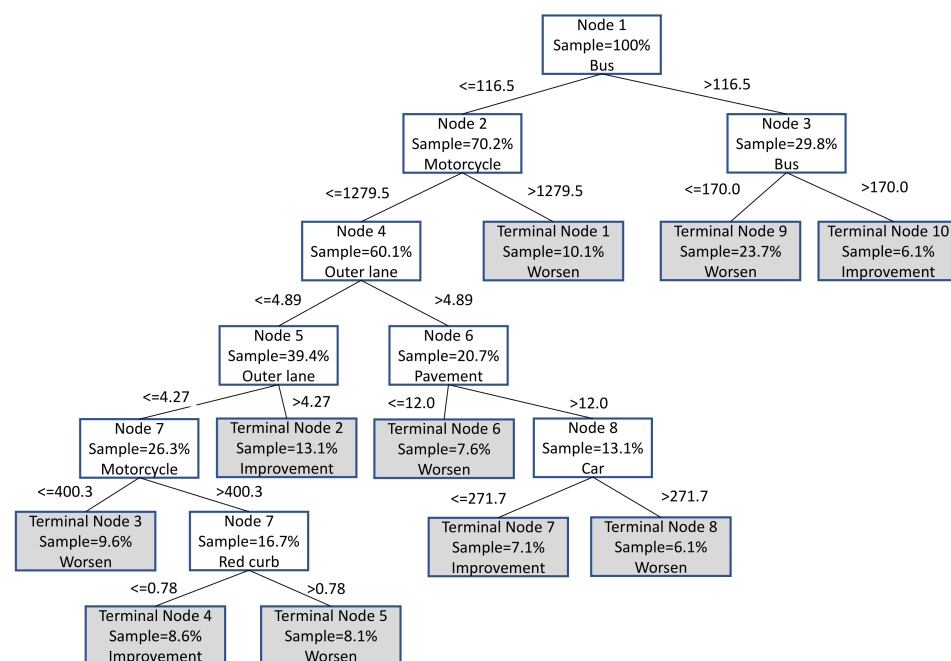 Node 1
Sample=100%
Bus
<=116.5
>116.5
Node 2
Sample=70.2%
Motorcycle
Node 3
Sample=29.8%
Bus
<=1279.5
>1279.5
<=170.0
>170.0
Node 4
Sample=60.1%
Outer lane
Terminal Node 1
Sample=10.1%
Worsen
Terminal Node 9
Sample=23.7%
Worsen
Terminal Node 10
Sample=6.1%
Improvement
<=4.89
>4.89
Node 5
Sample=39.4%
Outer lane
Node 6
Sample=20.7%
Pavement
<=4.27
>4.27
<=12.0
>12.0
Node 7
Sample=26.3%
Motorcycle
Terminal Node 2
Sample=13.1%
Improvement
Terminal Node 6
Sample=7.6%
Worsen
Node 8
Sample=13.1%
Car
<=400.3
>400.3
<=271.7
>271.7
Terminal Node 3
Sample=9.6%
Worsen
Node 7
Sample=16.7%
Red curb
Terminal Node 7
Sample=7.1%
Improvement
Terminal Node 8
Sample=6.1%
Worsen
<=0.78
>0.78
Terminal Node 4
Sample=8.6%
Improvement
Terminal Node 5
Sample=8.1%
Worsen